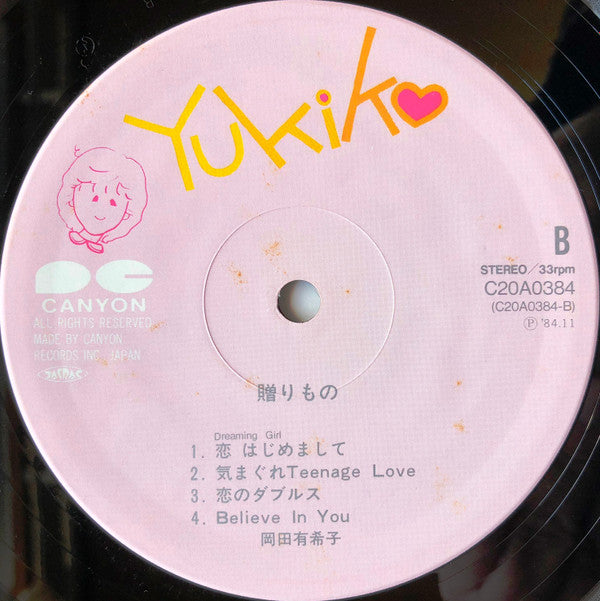 Yukiko
B
STEREO/33rpm
C20A0384
(C20A0384-B)
Ⓟ '84.11
CANYON
ALL RIGHTS RESERVED
MADE BY CANYON
RECORDS INC. JAPAN
JASRAC
贈りもの
Dreaming Girl
1. 恋 はじめまして
2. 気まぐれTeenage Love
3. 恋のダブルス
4. Believe In You
岡田有希子